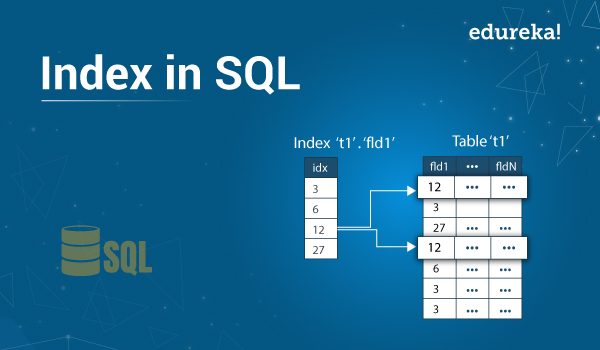 edureka!
Index in SQL
Index ‘t1’.‘fld1’
idx
3
6
12
27
Table ‘t1’
fld1 ••• fldN
12 ••• •••
3
27 ••• •••
12 ••• •••
6 ••• •••
3 ••• •••
3 ••• •••
SQL